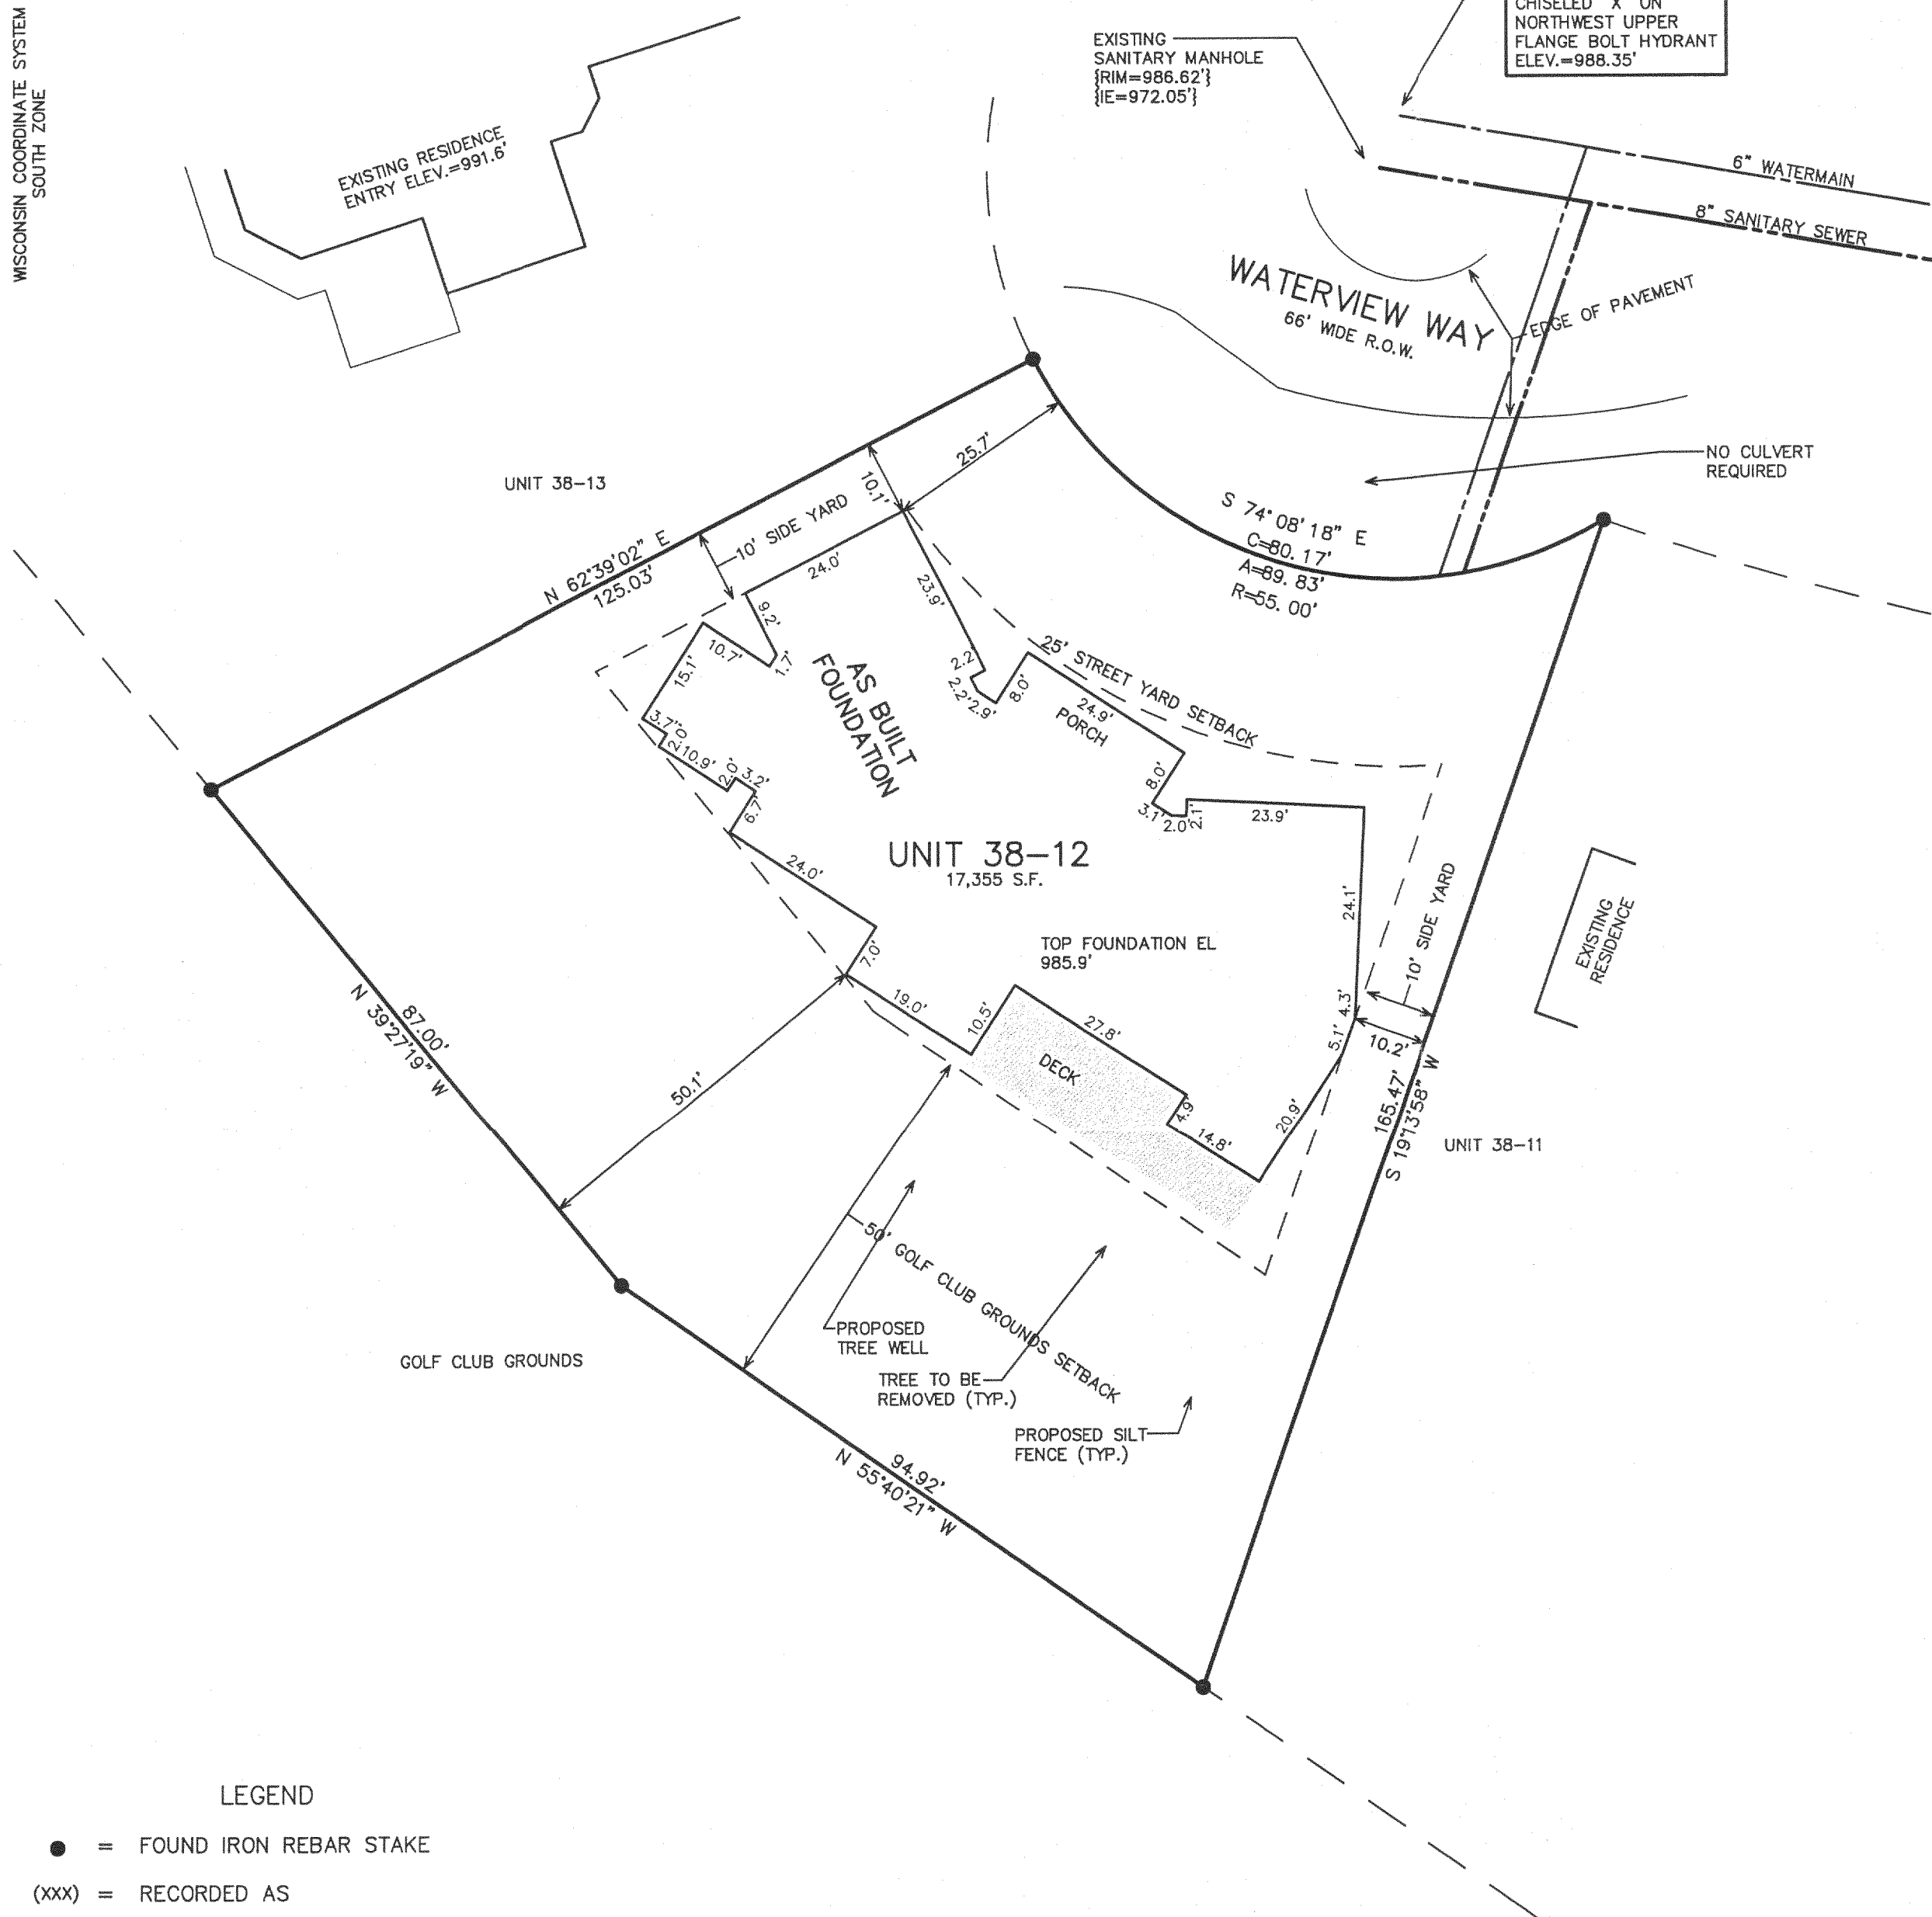 WISCONSIN COORDINATE SYSTEM
SOUTH ZONE
CHISELED "X" ON
NORTHWEST UPPER
FLANGE BOLT HYDRANT
ELEV.=988.35'
EXISTING
SANITARY MANHOLE
{RIM=986.62'}
{IE=972.05'}
EXISTING RESIDENCE
ENTRY ELEV.=991.6'
6" WATERMAIN
8" SANITARY SEWER
WATERVIEW WAY
66' WIDE R.O.W.
EDGE OF PAVEMENT
NO CULVERT
REQUIRED
UNIT 38-13
N 62°39'02" E
125.03'
10' SIDE YARD
10.1'
25.7'
S 74°08'18" E
C=80.17'
A=89.83'
R=55.00'
24.0'
23.9'
9.2'
1.7'
10.7'
15.1'
3.7'
2.0'
10.9'
2.0'
3.2'
6.7'
24.0'
7.0'
AS BUILT
FOUNDATION
2.2'
2.2'
2.9'
8.0'
24.9'
PORCH
25' STREET YARD SETBACK
8.0'
3.1'
2.0'
2.1'
23.9'
UNIT 38-12
17,355 S.F.
24.1'
10' SIDE YARD
EXISTING
RESIDENCE
TOP FOUNDATION EL
985.9'
4.3'
5.1'
10.2'
19.0'
10.5'
27.8'
DECK
4.9'
14.8'
20.9'
165.47'
S 19°13'58" W
UNIT 38-11
87.00'
N 39°27'19" W
50.1'
50' GOLF CLUB GROUNDS SETBACK
PROPOSED
TREE WELL
TREE TO BE
REMOVED (TYP.)
PROPOSED SILT
FENCE (TYP.)
GOLF CLUB GROUNDS
94.92'
N 55°40'21" W
LEGEND
● = FOUND IRON REBAR STAKE
(XXX) = RECORDED AS